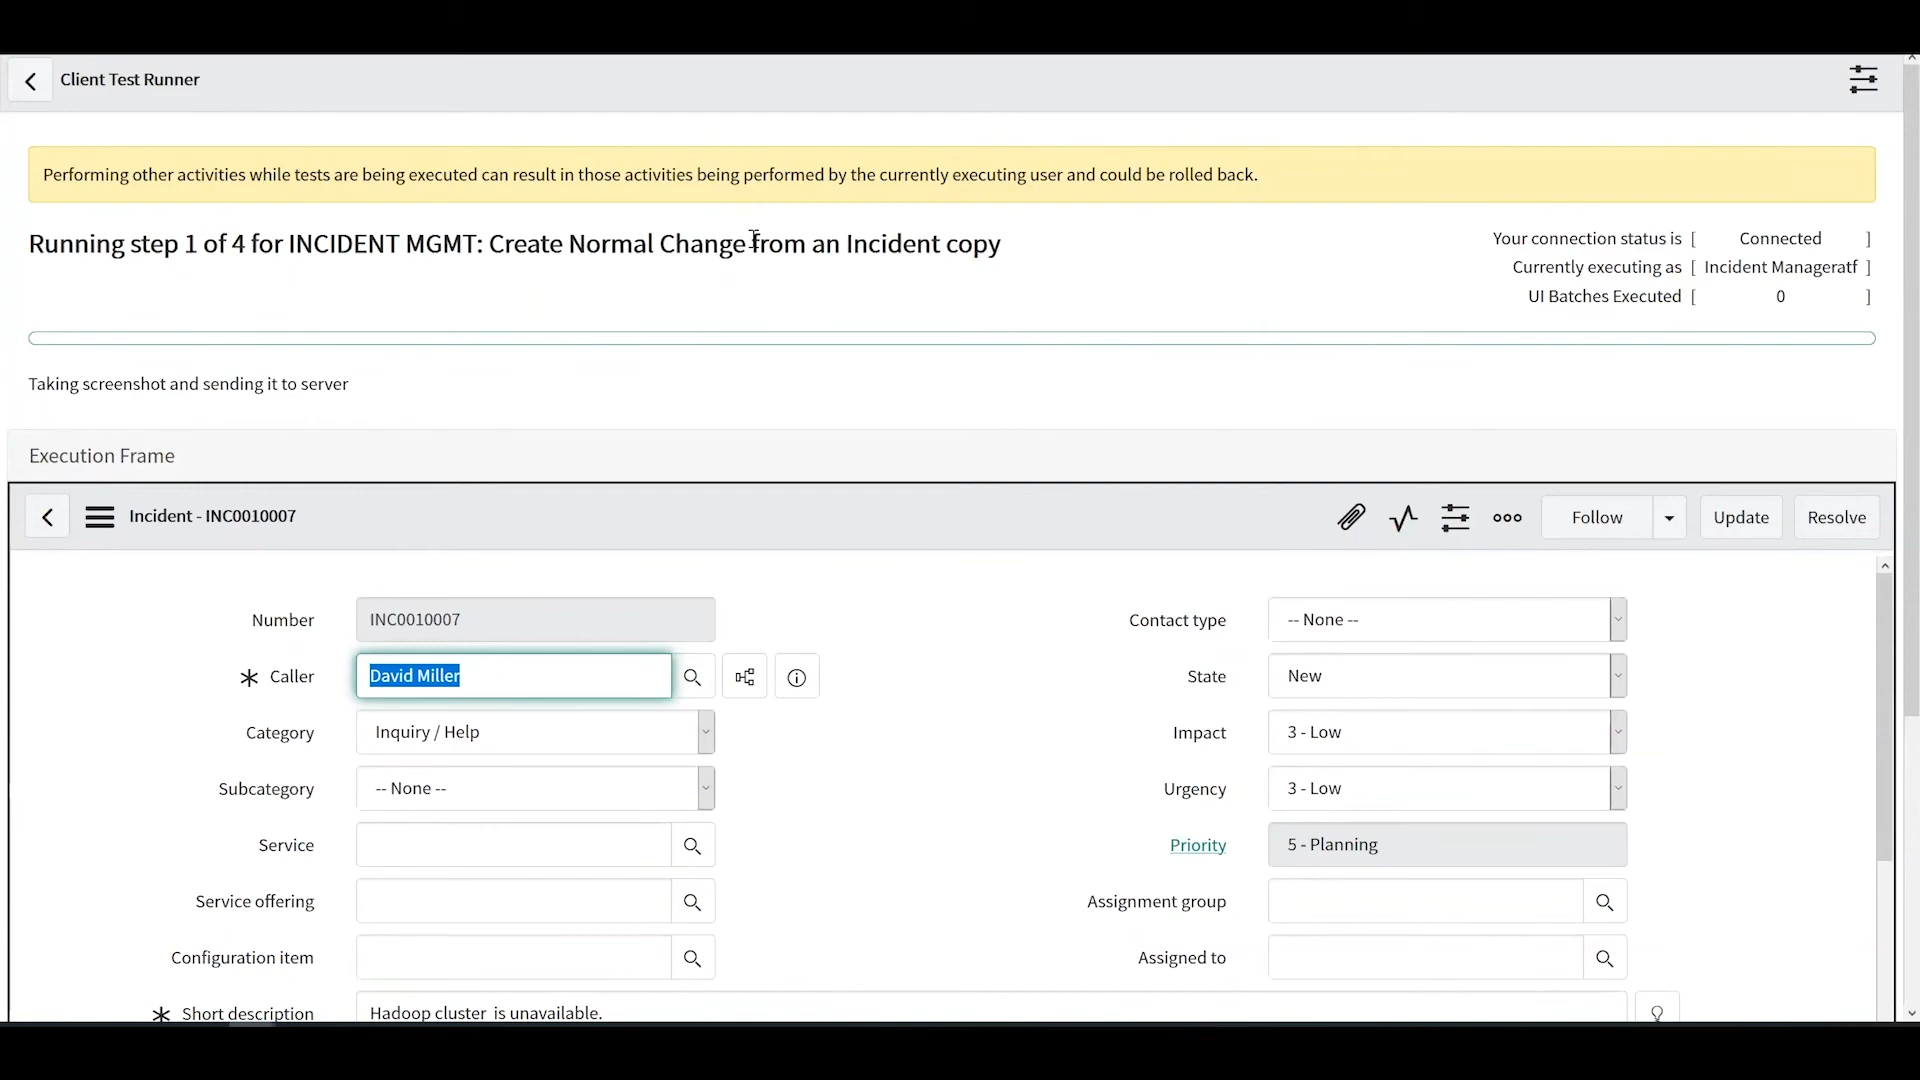 Client Test Runner
Performing other activities while tests are being executed can result in those activities being performed by the currently executing user and could be rolled back.
Running step 1 of 4 for INCIDENT MGMT: Create Normal Change from an Incident copy
Your connection status is [ Connected ]
Currently executing as [ Incident Manageratf ]
UI Batches Executed [ 0 ]
Taking screenshot and sending it to server
Execution Frame
Incident - INC0010007
Follow
Update
Resolve
Number INC0010007
Contact type -- None --
Caller David Miller
State New
Category Inquiry / Help
Impact 3 - Low
Subcategory -- None --
Urgency 3 - Low
Service
Priority 5 - Planning
Service offering
Assignment group
Configuration item
Assigned to
Short description Hadoop cluster is unavailable.